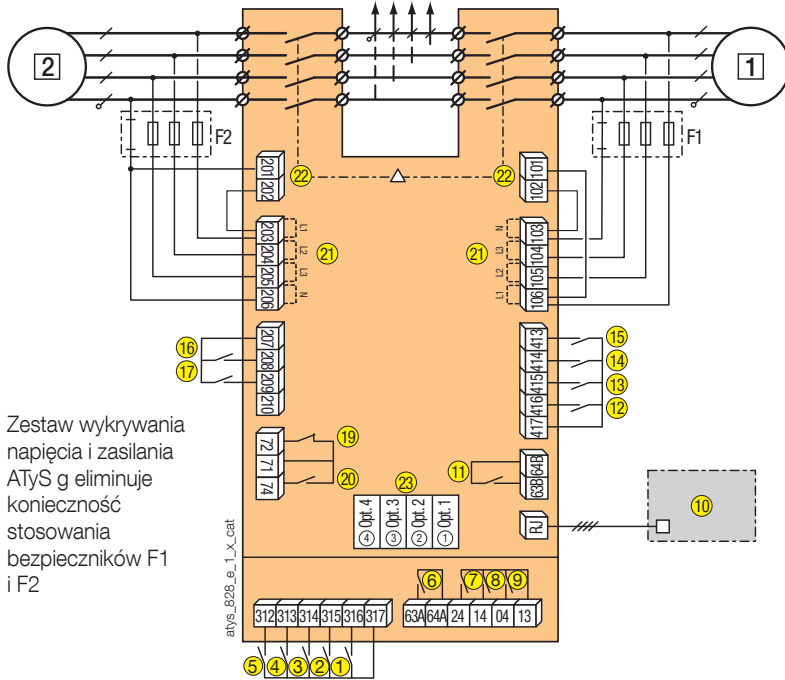 2
1
F2
F1
201
202
22
22
101
102
203
204
205
206
L1
L2
L3
N
21
21
N
L3
L2
L1
103
104
105
106
16
17
207
208
209
210
413
414
415
416
417
15
14
13
12
Zestaw wykrywania
napięcia i zasilania
ATyS g eliminuje
konieczność
stosowania
bezpieczników F1
i F2
72
71
74
19
20
11
64B
63B
23
4 Opt. 4
3 Opt. 3
2 Opt. 2
1 Opt. 1
RJ
10
atys_828_e_1_x_cat
6
7
8
9
312
313
314
315
316
317
63A
64A
24
14
04
13
5
4
3
2
1